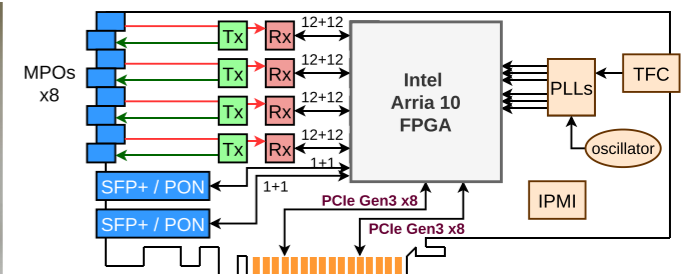 MPOs
x8
Tx
Rx
12+12
Tx
Rx
12+12
Tx
Rx
12+12
Tx
Rx
12+12
1+1
SFP+ / PON
1+1
SFP+ / PON
Intel
Arria 10
FPGA
PLLs
TFC
oscillator
IPMI
PCIe Gen3 x8
PCIe Gen3 x8